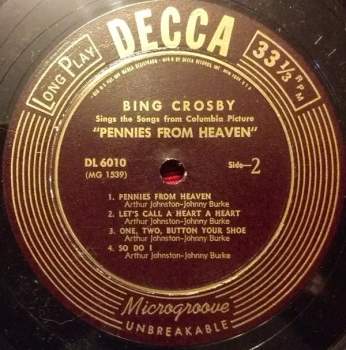 LONG PLAY
DECCA
33 1/3 RPM
BING CROSBY
Sings the Songs from Columbia Picture
"PENNIES FROM HEAVEN"
DL 6010
(MG 1539)
Side-2
1. PENNIES FROM HEAVEN
Arthur Johnston-Johnny Burke
2. LET'S CALL A HEART A HEART
Arthur Johnston-Johnny Burke
3. ONE, TWO, BUTTON YOUR SHOE
Arthur Johnston-Johnny Burke
4. SO DO I
Arthur Johnston-Johnny Burke
Microgroove
UNBREAKABLE